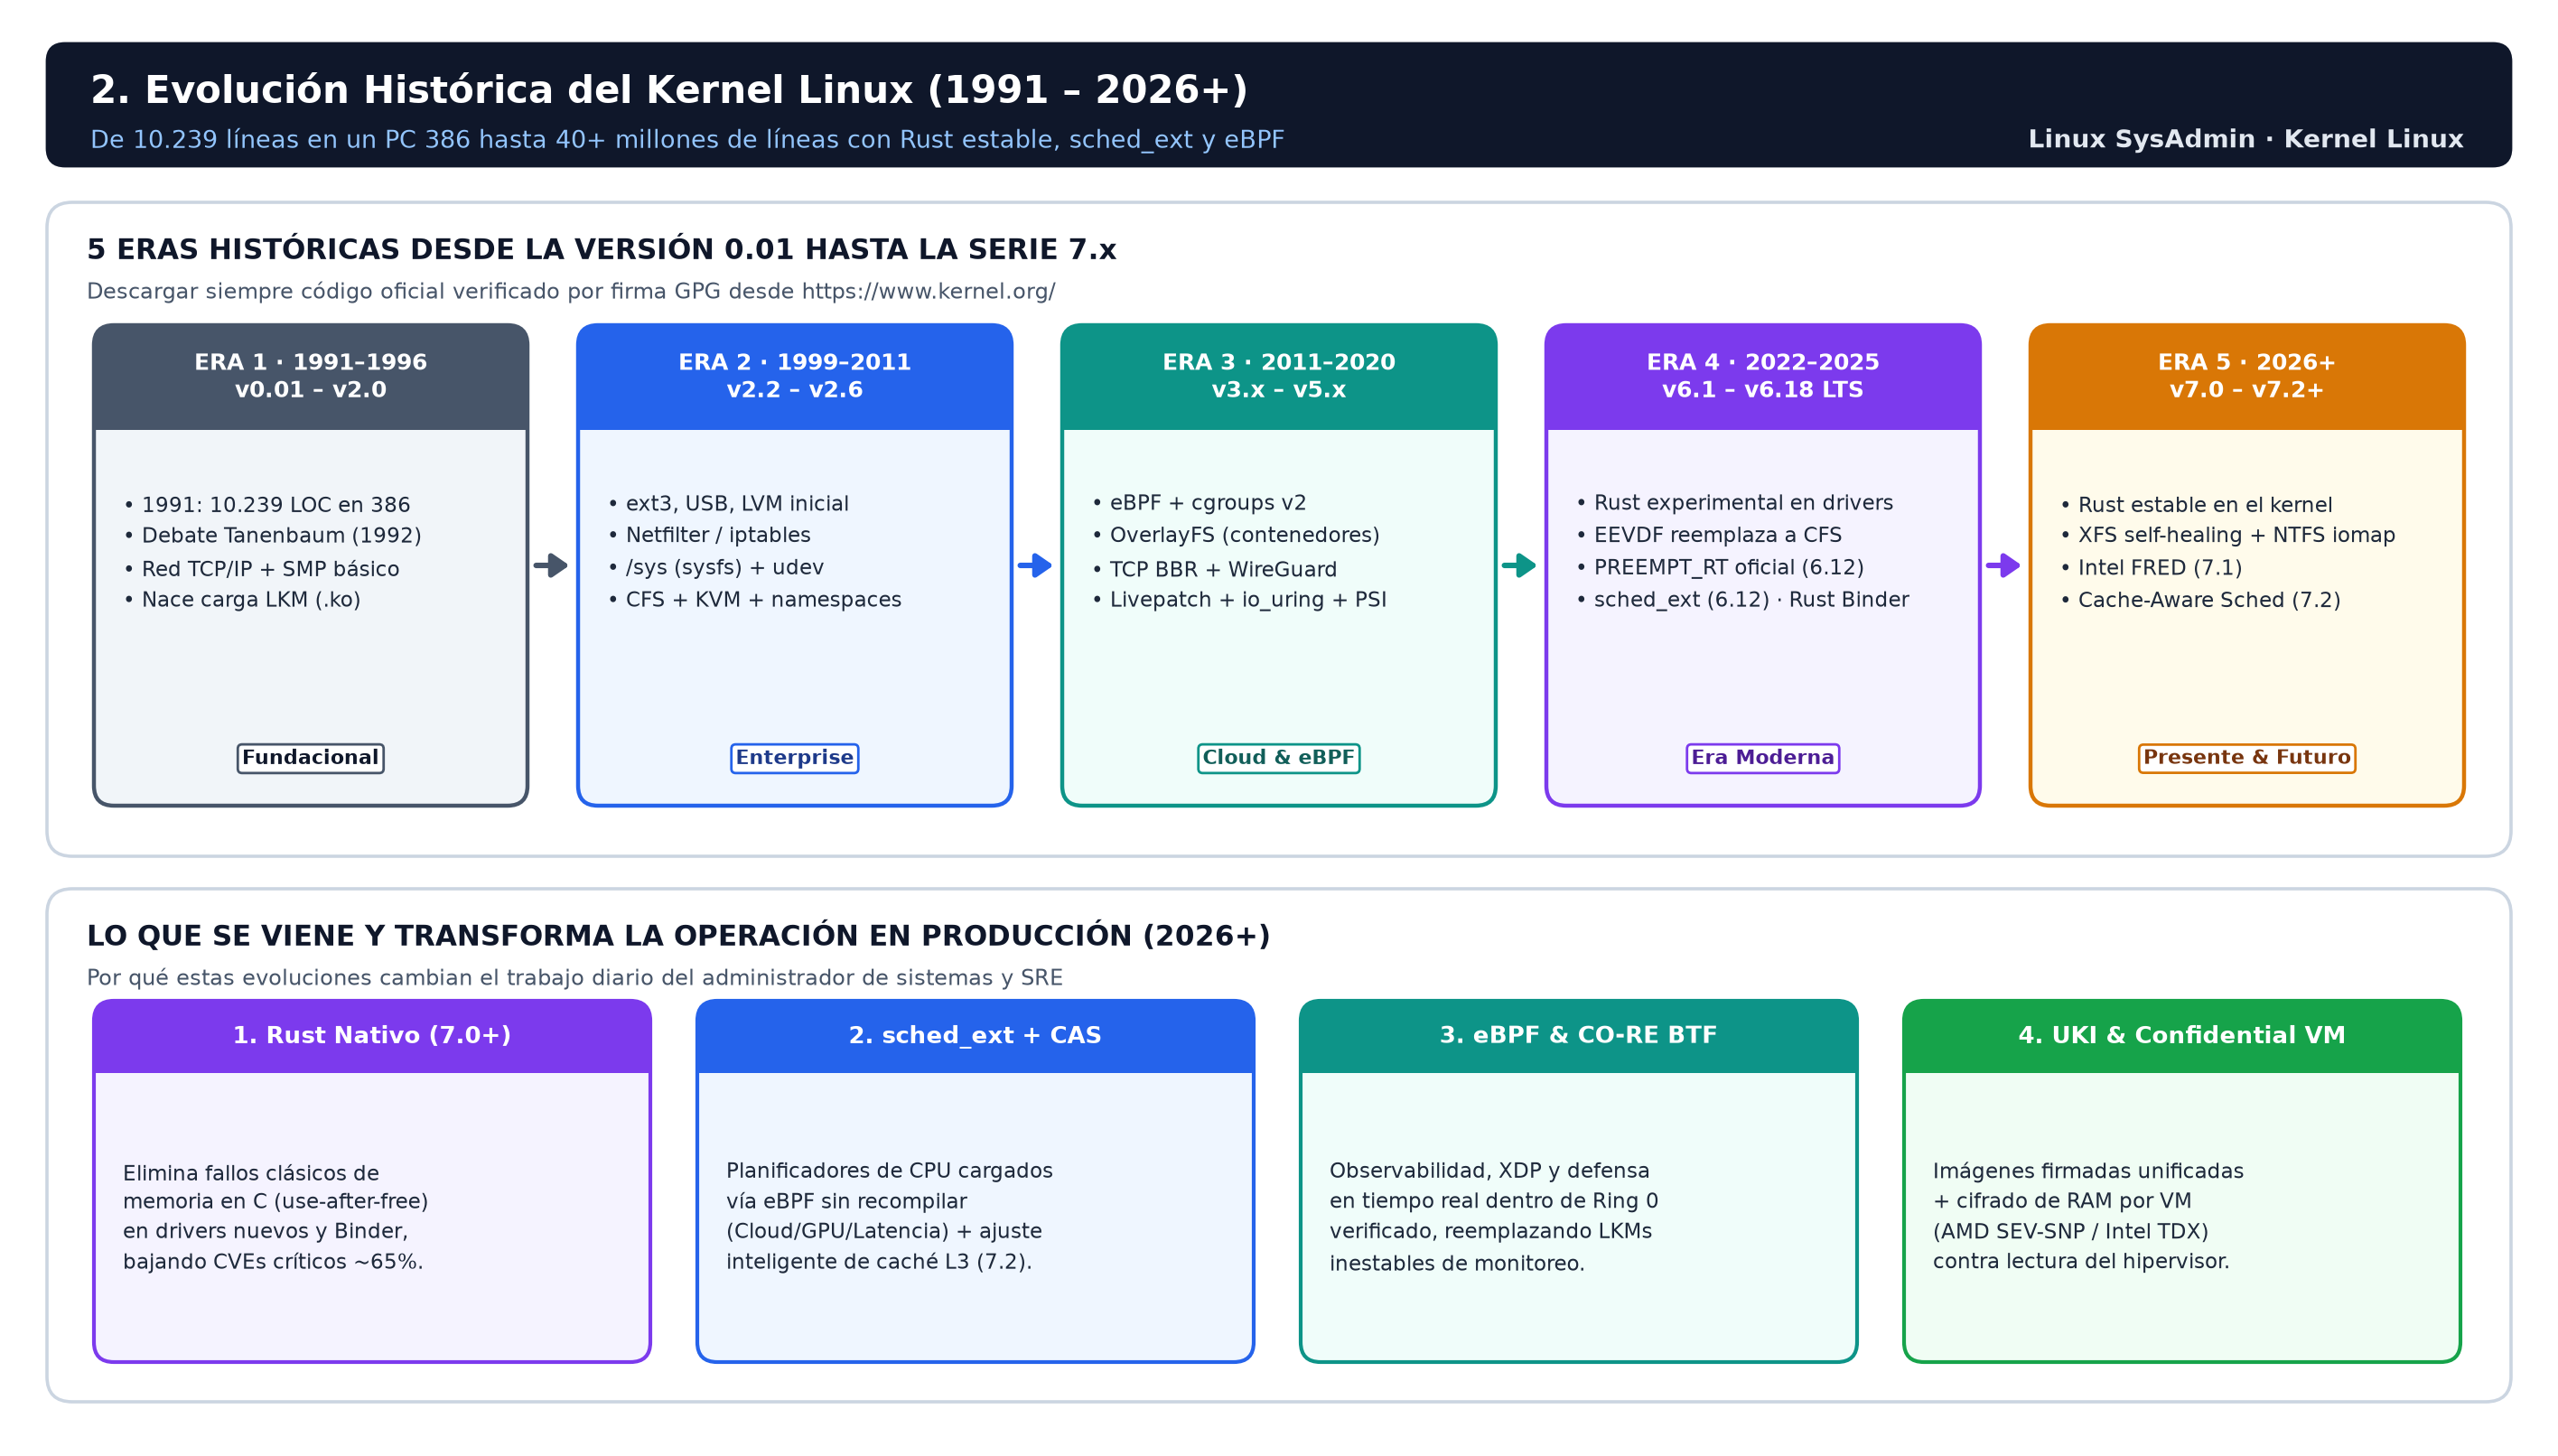 2. Evolución Histórica del Kernel Linux (1991 – 2026+)
De 10.239 líneas en un PC 386 hasta 40+ millones de líneas con Rust estable, sched_ext y eBPF
Linux SysAdmin · Kernel Linux
5 ERAS HISTÓRICAS DESDE LA VERSIÓN 0.01 HASTA LA SERIE 7.x
Descargar siempre código oficial verificado por firma GPG desde https://www.kernel.org/
ERA 1 · 1991–1996
v0.01 – v2.0
• 1991: 10.239 LOC en 386
• Debate Tanenbaum (1992)
• Red TCP/IP + SMP básico
• Nace carga LKM (.ko)
Fundacional
ERA 2 · 1999–2011
v2.2 – v2.6
• ext3, USB, LVM inicial
• Netfilter / iptables
• /sys (sysfs) + udev
• CFS + KVM + namespaces
Enterprise
ERA 3 · 2011–2020
v3.x – v5.x
• eBPF + cgroups v2
• OverlayFS (contenedores)
• TCP BBR + WireGuard
• Livepatch + io_uring + PSI
Cloud & eBPF
ERA 4 · 2022–2025
v6.1 – v6.18 LTS
• Rust experimental en drivers
• EEVDF reemplaza a CFS
• PREEMPT_RT oficial (6.12)
• sched_ext (6.12) · Rust Binder
Era Moderna
ERA 5 · 2026+
v7.0 – v7.2+
• Rust estable en el kernel
• XFS self-healing + NTFS iomap
• Intel FRED (7.1)
• Cache-Aware Sched (7.2)
Presente & Futuro
LO QUE SE VIENE Y TRANSFORMA LA OPERACIÓN EN PRODUCCIÓN (2026+)
Por qué estas evoluciones cambian el trabajo diario del administrador de sistemas y SRE
1. Rust Nativo (7.0+)
Elimina fallos clásicos de
memoria en C (use-after-free)
en drivers nuevos y Binder,
bajando CVEs críticos ~65%.
2. sched_ext + CAS
Planificadores de CPU cargados
vía eBPF sin recompilar
(Cloud/GPU/Latencia) + ajuste
inteligente de caché L3 (7.2).
3. eBPF & CO-RE BTF
Observabilidad, XDP y defensa
en tiempo real dentro de Ring 0
verificado, reemplazando LKMs
inestables de monitoreo.
4. UKI & Confidential VM
Imágenes firmadas unificadas
+ cifrado de RAM por VM
(AMD SEV-SNP / Intel TDX)
contra lectura del hipervisor.